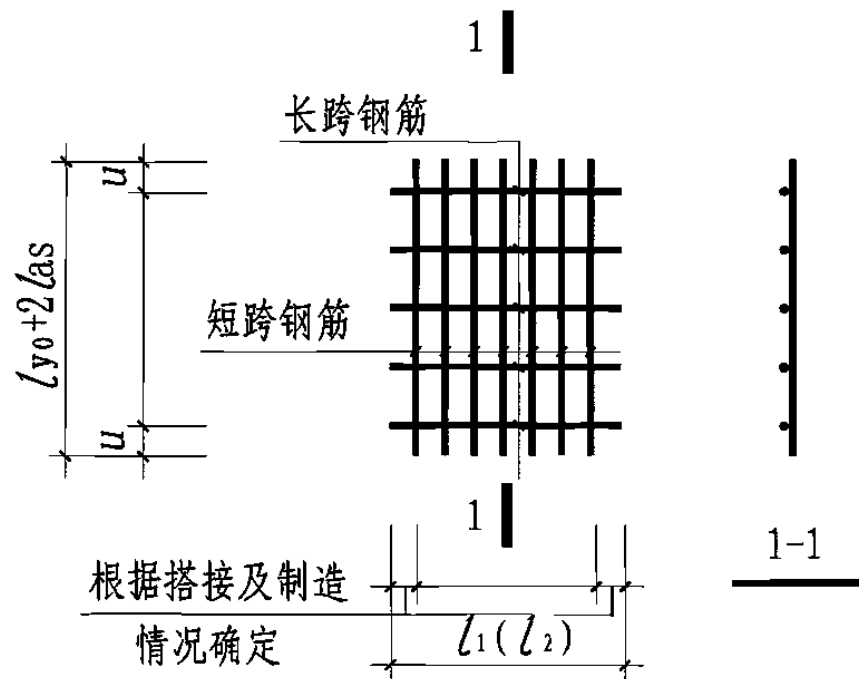 1
长跨钢筋
u
ly0+2las
短跨钢筋
u
1
1-1
根据搭接及制造
情况确定
l1(l2)